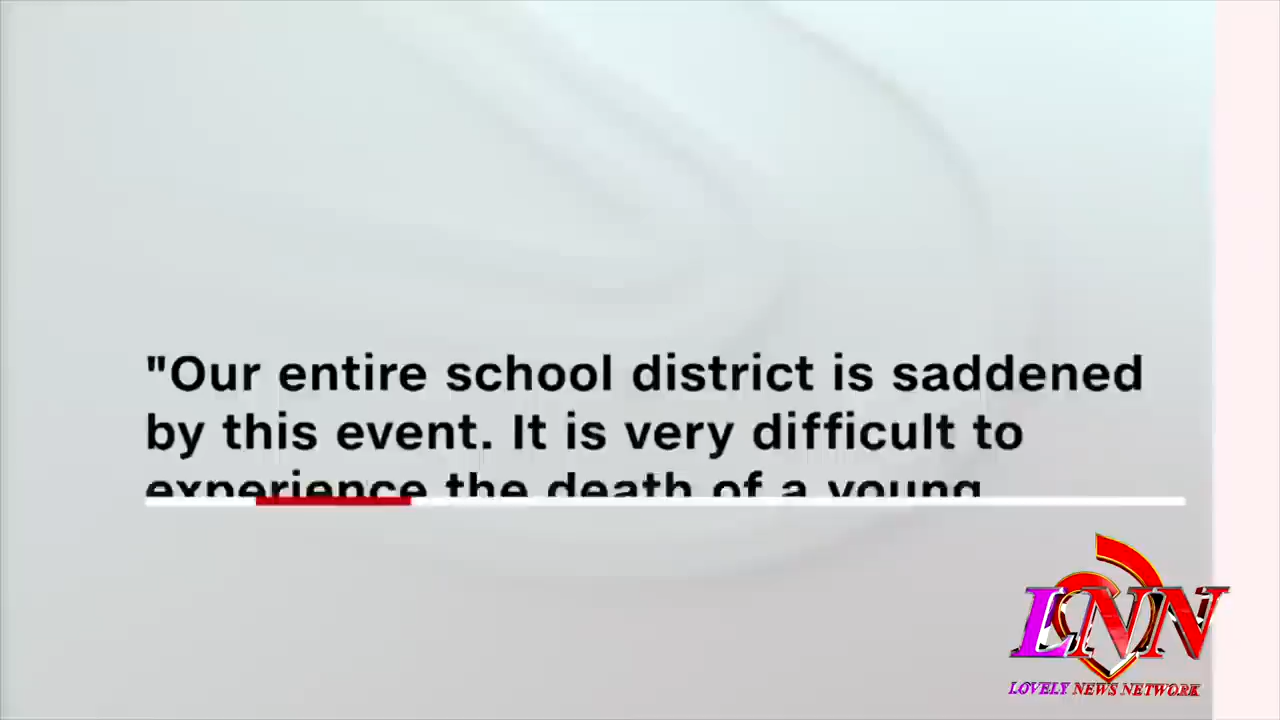 "Our entire school district is saddened
by this event. It is very difficult to
experience the death of a young
LNN
LOVELY NEWS NETWORK